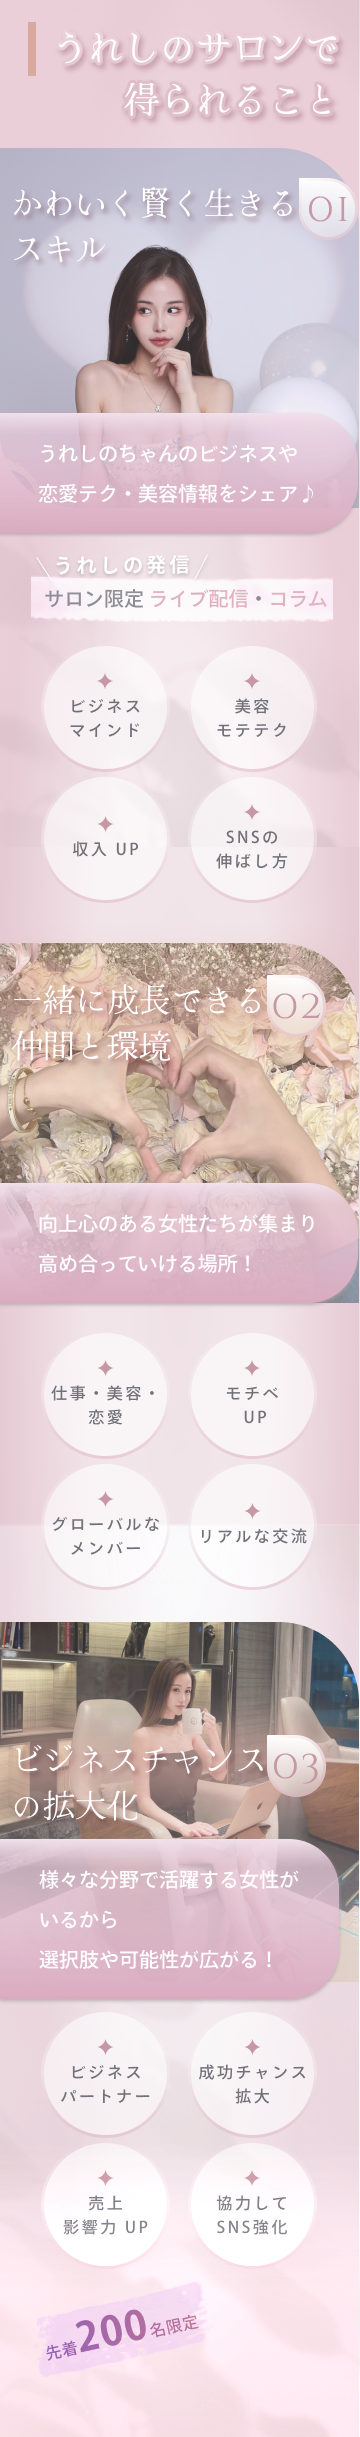 うれしのサロンで
得られること
かわいく賢く生きる
スキル
01
うれしのちゃんのビジネスや
恋愛テク・美容情報をシェア♪
\うれしの発信/
サロン限定 ライブ配信・コラム
ビジネス
マインド
美容
モテテク
収入 UP
SNSの
伸ばし方
一緒に成長できる
仲間と環境
02
向上心のある女性たちが集まり
高め合っていける場所！
仕事・美容・
恋愛
モチベ
UP
グローバルな
メンバー
リアルな交流
ビジネスチャンス
の拡大化
03
様々な分野で活躍する女性が
いるから
選択肢や可能性が広がる！
ビジネス
パートナー
成功チャンス
拡大
売上
影響力 UP
協力して
SNS強化
先着200名限定